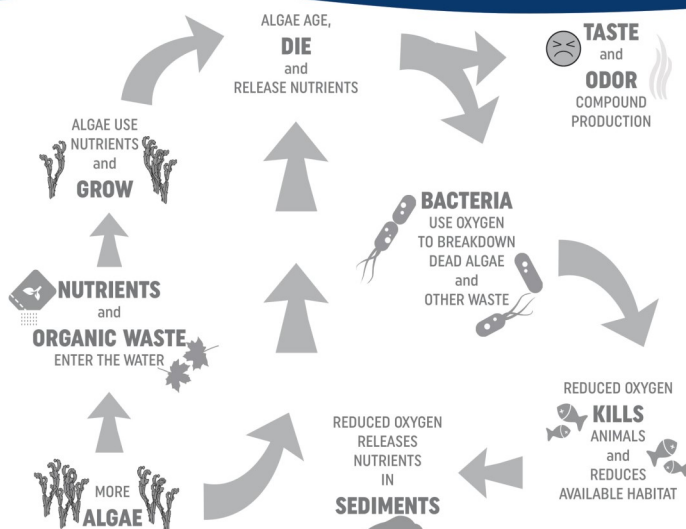 ALGAE AGE,
DIE
and
RELEASE NUTRIENTS
TASTE
and
ODOR
COMPOUND
PRODUCTION
ALGAE USE
NUTRIENTS
and
GROW
BACTERIA
USE OXYGEN
TO BREAKDOWN
DEAD ALGAE
and
OTHER WASTE
NUTRIENTS
and
ORGANIC WASTE
ENTER THE WATER
REDUCED OXYGEN
KILLS
ANIMALS
and
REDUCES
AVAILABLE HABITAT
REDUCED OXYGEN
RELEASES
NUTRIENTS
IN
SEDIMENTS
MORE
ALGAE